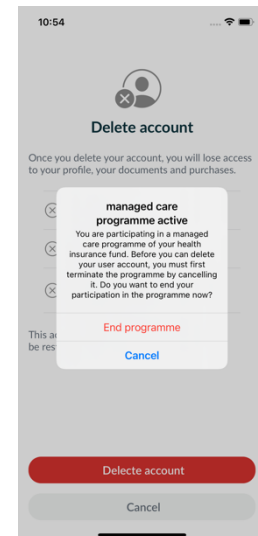 10:54
Delete account
Once you delete your account, you will lose access
to your profile, your documents and purchases.
managed care
programme active
You are participating in a managed
care programme of your health
insurance fund. Before you can delete
your user account, you must first
terminate the programme by cancelling
it. Do you want to end your
participation in the programme now?
End programme
Cancel
This
be
Delecte account
Cancel